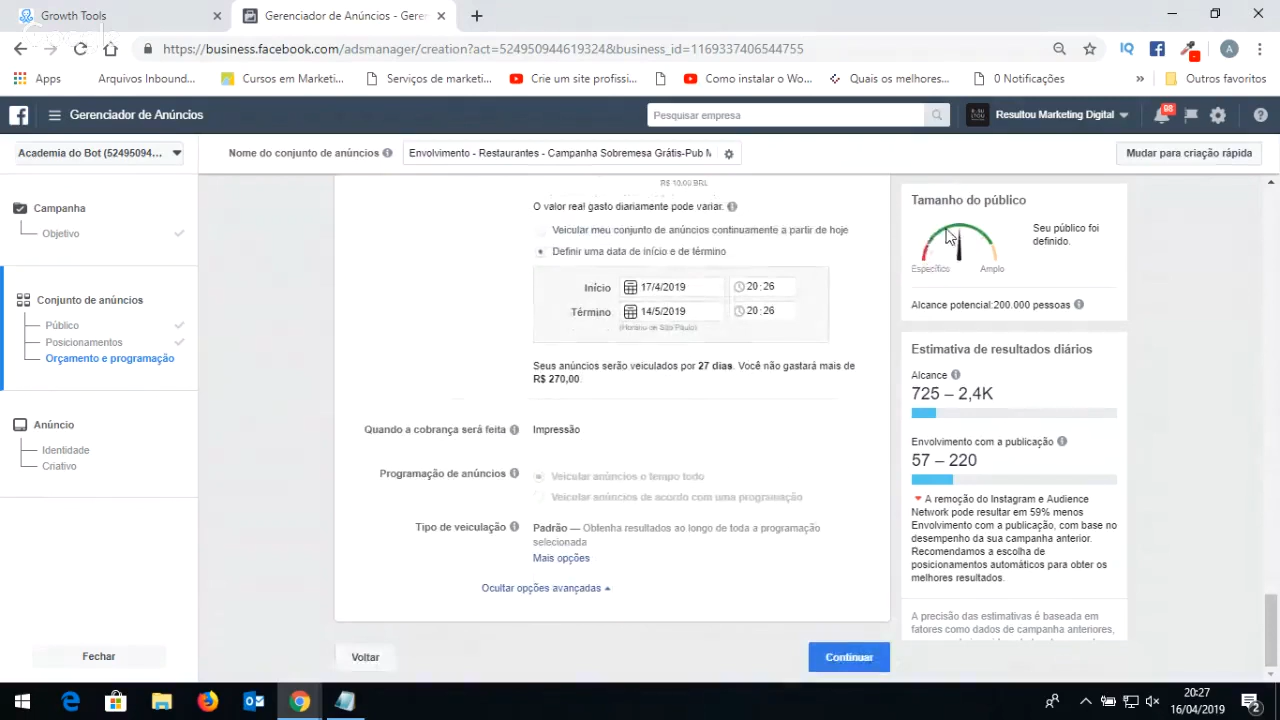 Growth Tools
Gerenciador de Anúncios - Geren
https://business.facebook.com/adsmanager/creation?act=524950944619324&business_id=1169337406544755
IQ
A
Apps
Arquivos Inbound...
Cursos em Marketi...
Serviços de marketi...
Crie um site profissi...
Como instalar o Wo...
Quais os melhores...
0 Notificações
»
Outros favoritos
Gerenciador de Anúncios
Pesquisar empresa
Resultou Marketing Digital
98
Academia do Bot (52495094...
Nome do conjunto de anúncios
Envolvimento - Restaurantes - Campanha Sobremesa Grátis-Pub M
Mudar para criação rápida
Campanha
Objetivo
Conjunto de anúncios
Público
Posicionamentos
Orçamento e programação
Anúncio
Identidade
Criativo
Fechar
R$ 10,00 BRL
O valor real gasto diariamente pode variar.
Veicular meu conjunto de anúncios continuamente a partir de hoje
Definir uma data de início e de término
Início 17/4/2019 20:26
Término 14/5/2019 20:26
(Horário de São Paulo)
Seus anúncios serão veiculados por 27 dias. Você não gastará mais de
R$ 270,00.
Quando a cobrança será feita Impressão
Programação de anúncios Veicular anúncios o tempo todo
Veicular anúncios de acordo com uma programação
Tipo de veiculação Padrão — Obtenha resultados ao longo de toda a programação
selecionada
Mais opções
Ocultar opções avançadas
Voltar
Continuar
Tamanho do público
Seu público foi
definido.
Específico Amplo
Alcance potencial:200.000 pessoas
Estimativa de resultados diários
Alcance
725 – 2,4K
Envolvimento com a publicação
57 – 220
A remoção do Instagram e Audience
Network pode resultar em 59% menos
Envolvimento com a publicação, com base no
desempenho da sua campanha anterior.
Recomendamos a escolha de
posicionamentos automáticos para obter os
melhores resultados.
A precisão das estimativas é baseada em
fatores como dados de campanha anteriores,
20:27
16/04/2019
2